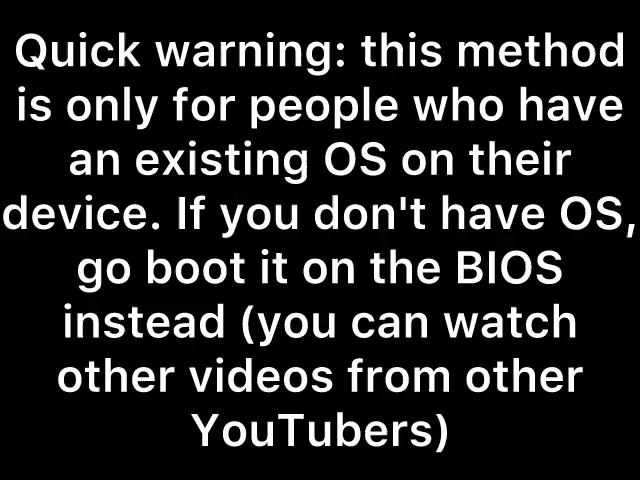 Quick warning: this method
is only for people who have
an existing OS on their
device. If you don't have OS,
go boot it on the BIOS
instead (you can watch
other videos from other
YouTubers)